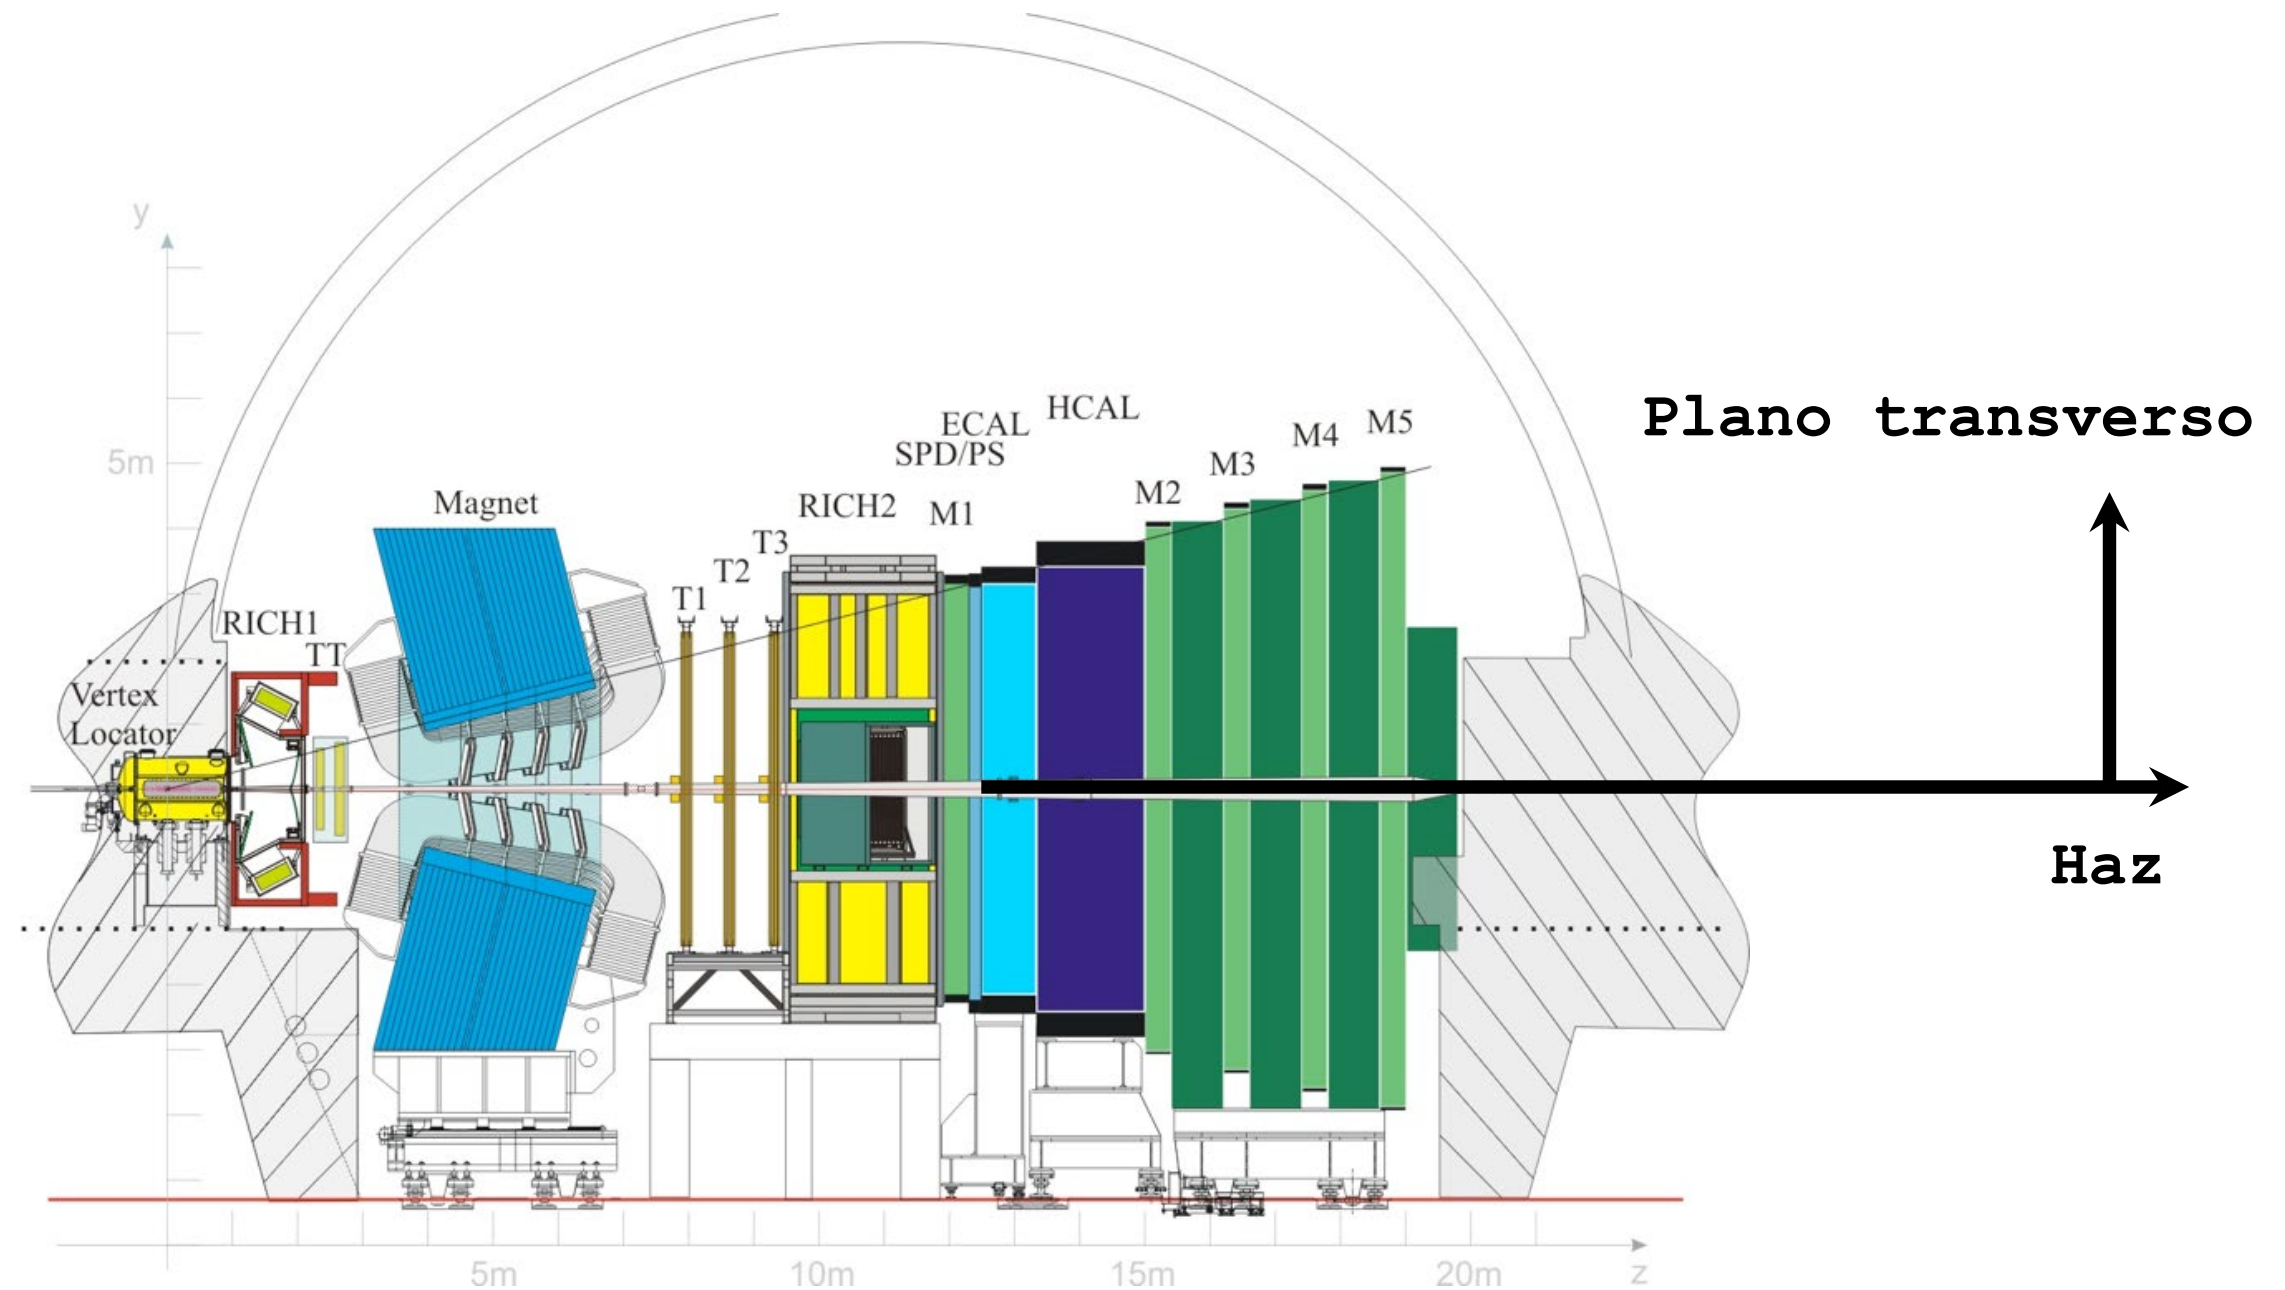 y
HCAL
ECAL
Plano transverso
M5
M4
SPD/PS
M3
5m
M2
Magnet
RICH2
M1
T3
T2
T1
RICH1
TT
Vertex
Locator
Haz
5m
10m
15m
20m
z